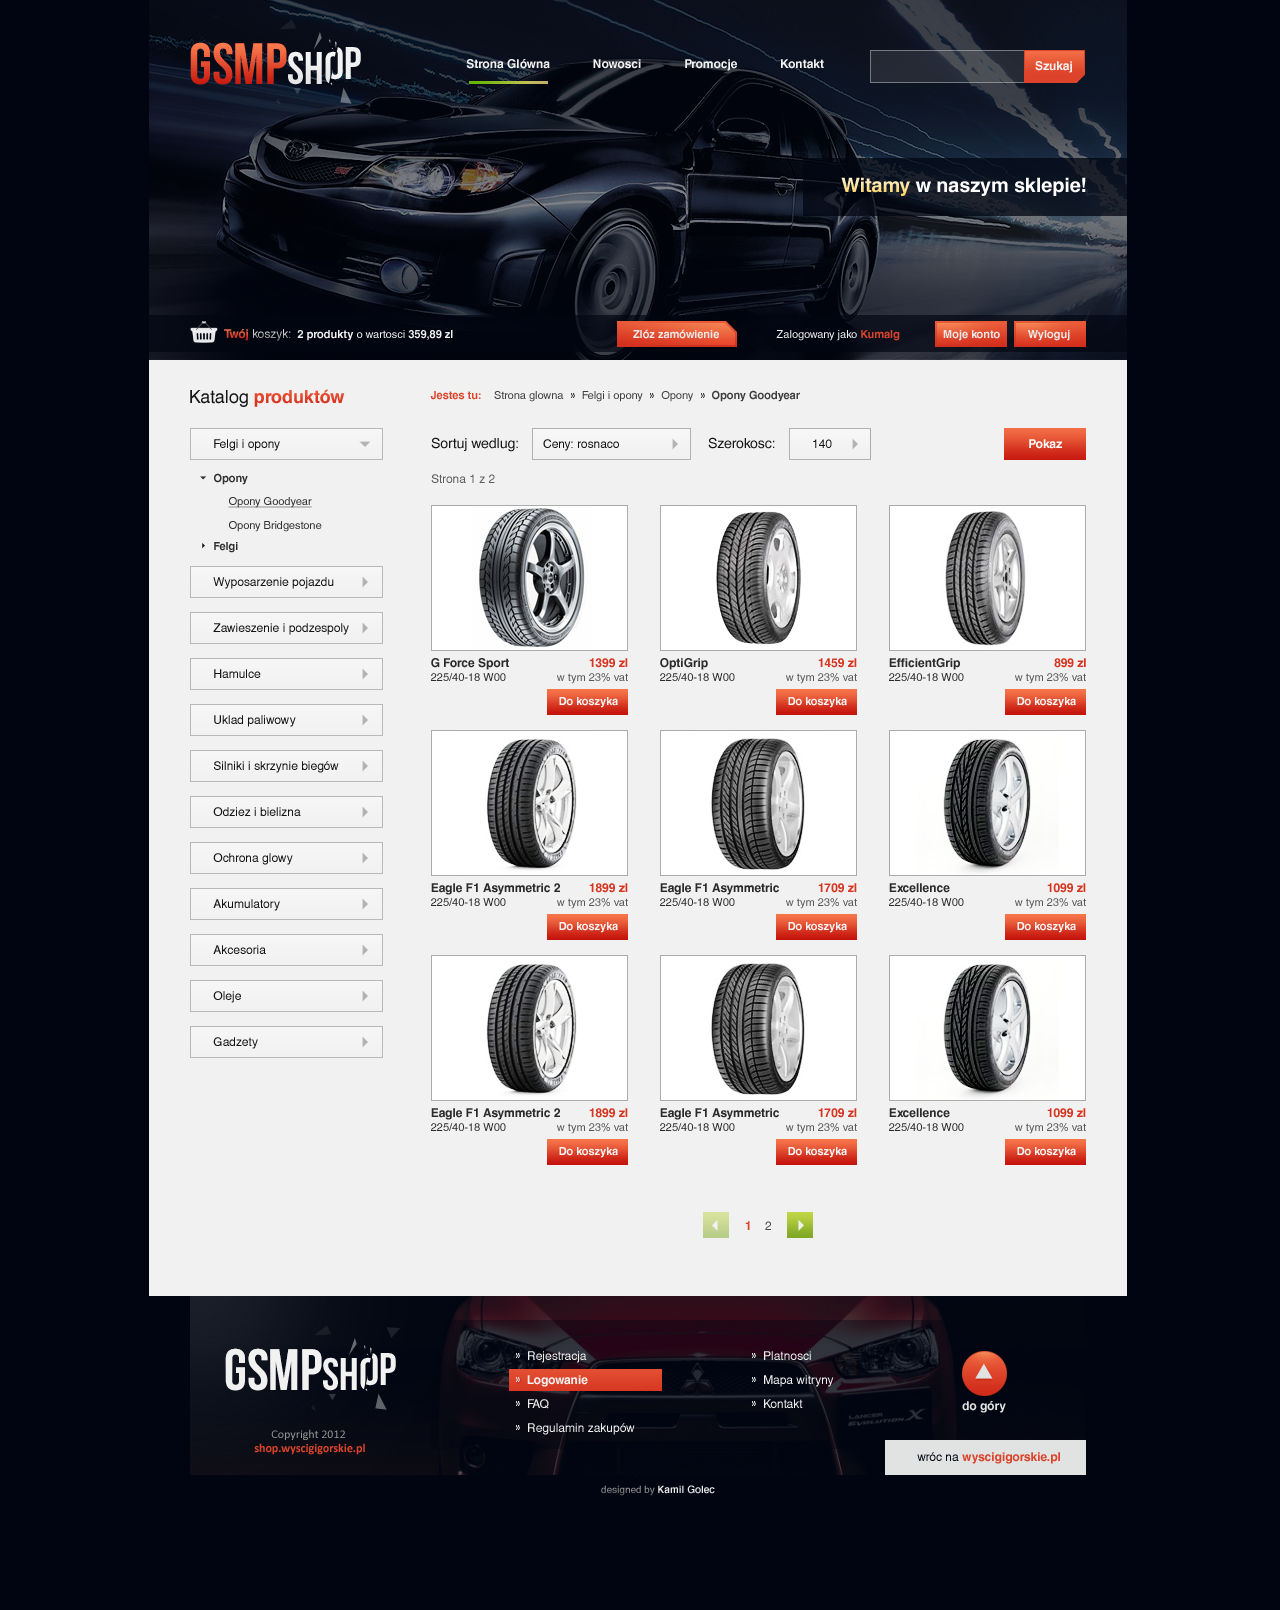 GSMPSHOP
Strona Glówna Nowosci Promocje Kontakt
Szukaj
Witamy w naszym sklepie!
Twój koszyk: 2 produkty o wartosci 359,89 zl
Zlóz zamówienie
Zalogowany jako Kumalg
Moje konto
Wyloguj
Katalog produktów
Jestes tu: Strona glowna » Felgi i opony » Opony » Opony Goodyear
Felgi i opony
Opony
Opony Goodyear
Opony Bridgestone
Felgi
Wyposarzenie pojazdu
Zawieszenie i podzespoly
Hamulce
Uklad paliwowy
Silniki i skrzynie biegów
Odziez i bielizna
Ochrona glowy
Akumulatory
Akcesoria
Oleje
Gadzety
Sortuj wedlug: Ceny: rosnaco Szerokosc: 140 Pokaz
Strona 1 z 2
G Force Sport 1399 zl
225/40-18 W00 w tym 23% vat
Do koszyka
OptiGrip 1459 zl
225/40-18 W00 w tym 23% vat
Do koszyka
EfficientGrip 899 zl
225/40-18 W00 w tym 23% vat
Do koszyka
Eagle F1 Asymmetric 2 1899 zl
225/40-18 W00 w tym 23% vat
Do koszyka
Eagle F1 Asymmetric 1709 zl
225/40-18 W00 w tym 23% vat
Do koszyka
Excellence 1099 zl
225/40-18 W00 w tym 23% vat
Do koszyka
Eagle F1 Asymmetric 2 1899 zl
225/40-18 W00 w tym 23% vat
Do koszyka
Eagle F1 Asymmetric 1709 zl
225/40-18 W00 w tym 23% vat
Do koszyka
Excellence 1099 zl
225/40-18 W00 w tym 23% vat
Do koszyka
1 2
GSMPSHOP
Copyright 2012
shop.wyscigigorskie.pl
» Rejestracja
» Logowanie
» FAQ
» Regulamin zakupów
» Platnosci
» Mapa witryny
» Kontakt
LANCER
EVOLUTION X
do góry
wróc na wyscigigorskie.pl
designed by Kamil Golec